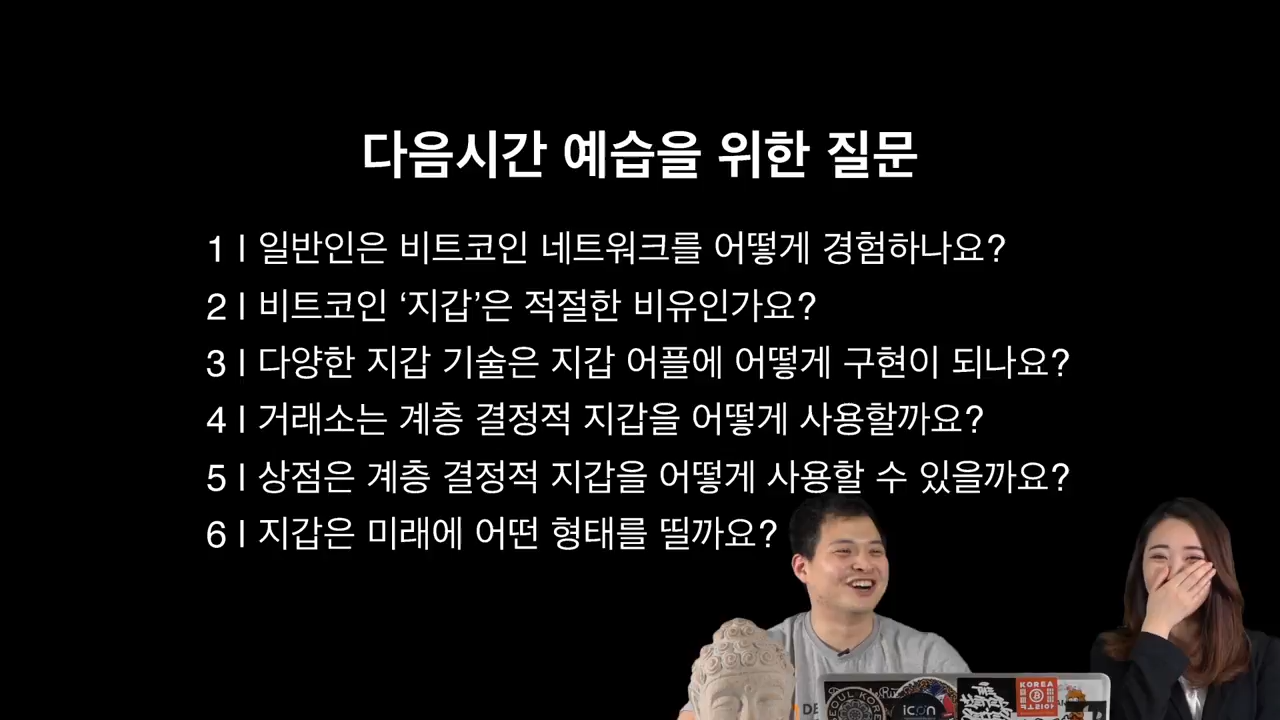 다음시간 예습을 위한 질문
1 | 일반인은 비트코인 네트워크를 어떻게 경험하나요?
2 | 비트코인 ‘지갑’은 적절한 비유인가요?
3 | 다양한 지갑 기술은 지갑 어플에 어떻게 구현이 되나요?
4 | 거래소는 계층 결정적 지갑을 어떻게 사용할까요?
5 | 상점은 계층 결정적 지갑을 어떻게 사용할 수 있을까요?
6 | 지갑은 미래에 어떤 형태를 띌까요?
DE
SEOUL KOREA
icon
KOREA